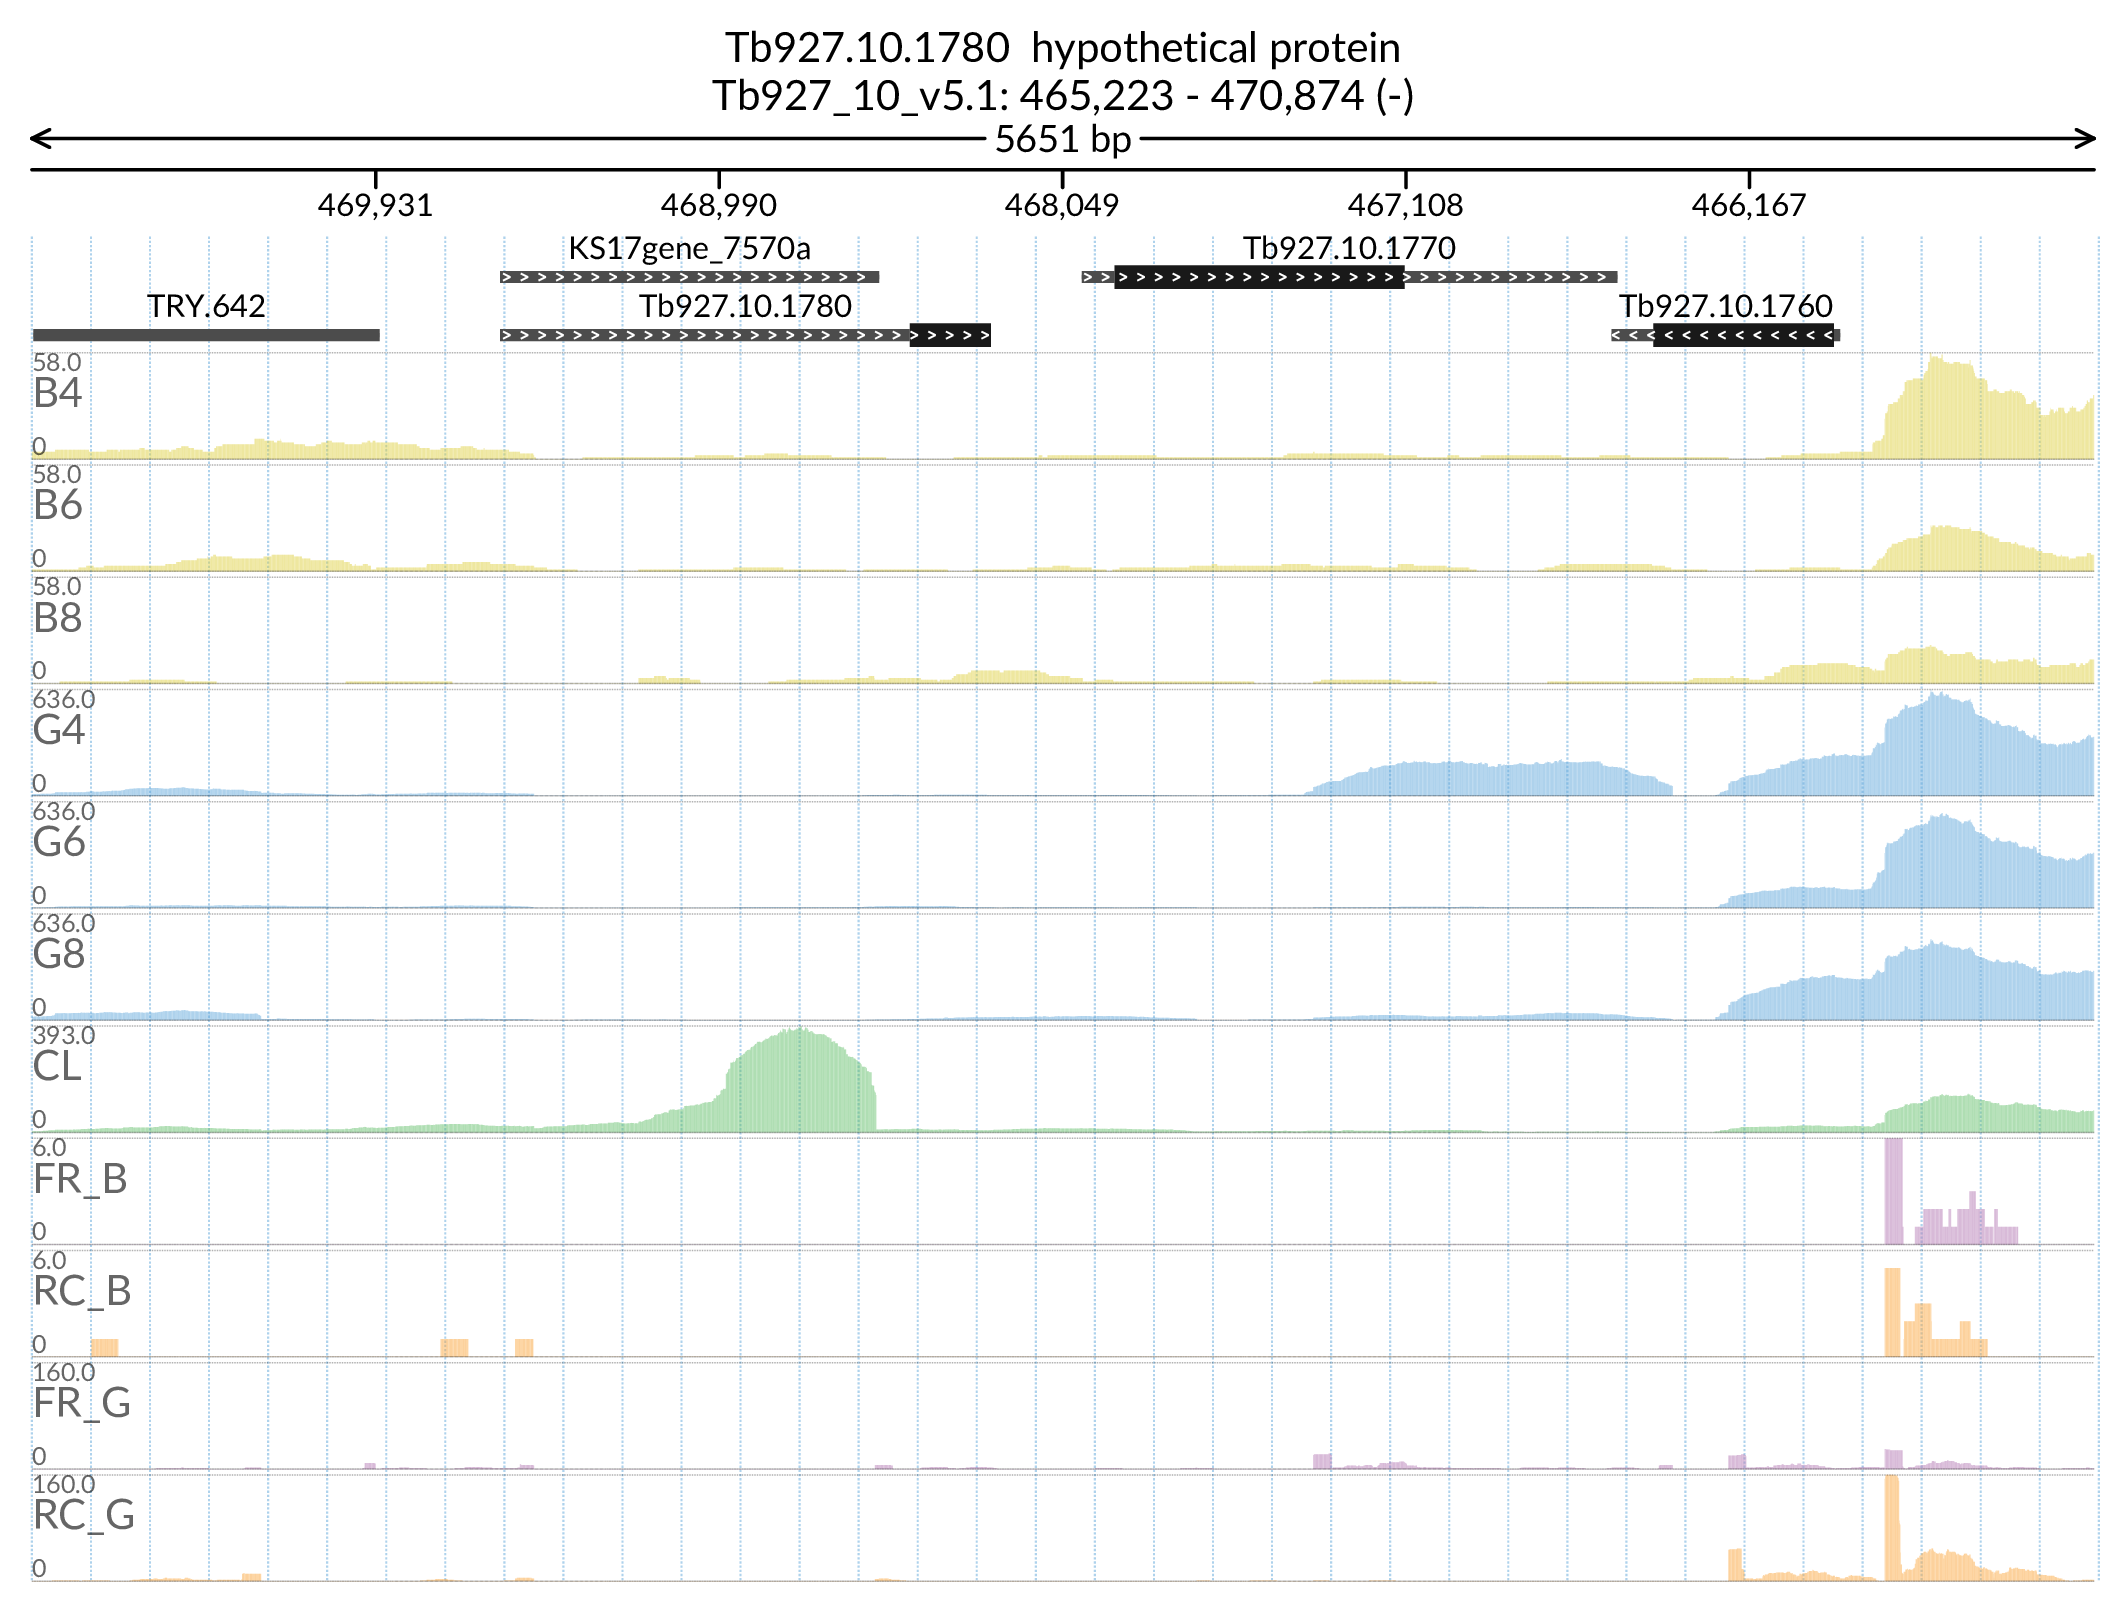 Tb927.10.1780 hypothetical protein
Tb927_10_v5.1: 465,223 - 470,874 (-)
5651 bp
469,931 468,990 468,049 467,108 466,167
KS17gene_7570a Tb927.10.1770
TRY.642 Tb927.10.1780 Tb927.10.1760
58.0
B4
0
58.0
B6
0
58.0
B8
0
636.0
G4
0
636.0
G6
0
636.0
G8
0
393.0
CL
0
6.0
FR_B
0
6.0
RC_B
0
160.0
FR_G
0
160.0
RC_G
0